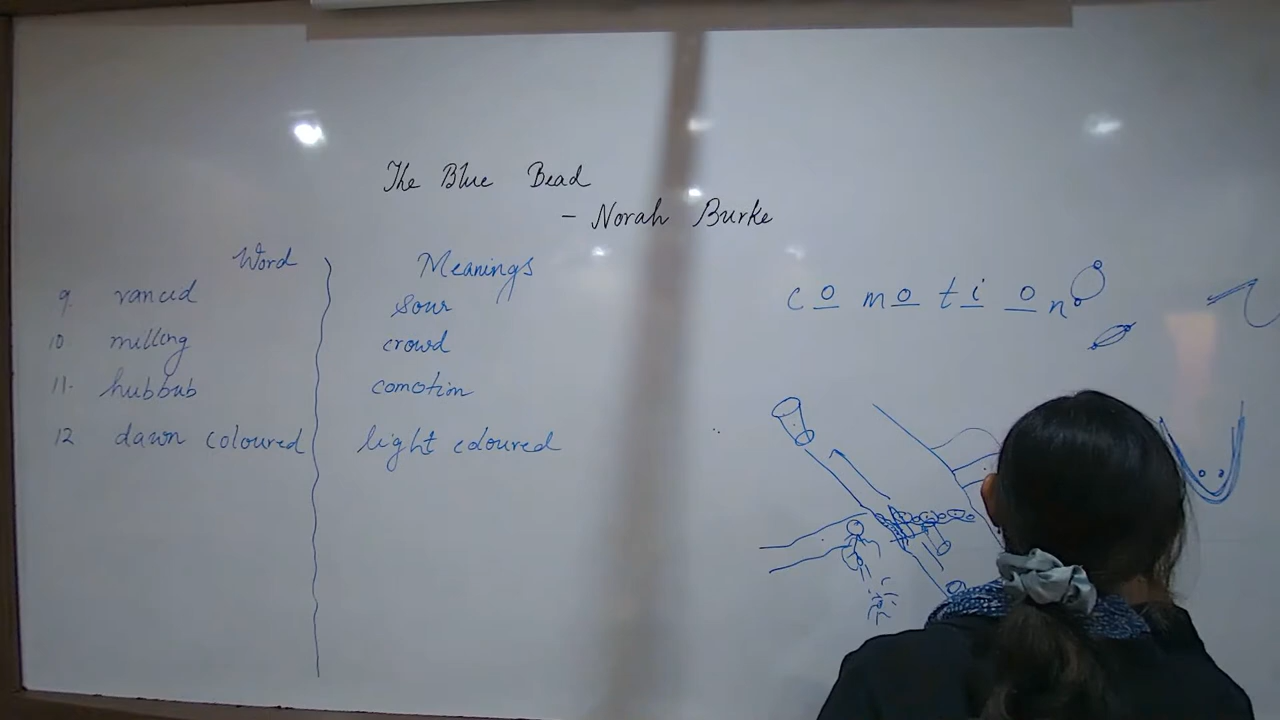 The Blue Bead
- Norah Burke
Word Meanings
9. rancid sour
10. milling crowd
11. hubbub comotion
12 dawn coloured light coloured
c o m o t i o n